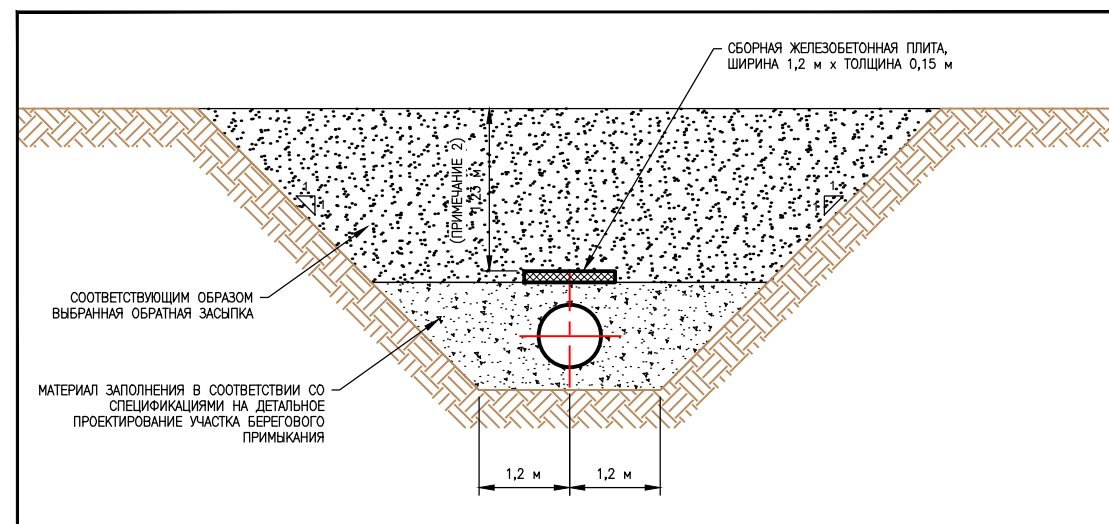 СБОРНАЯ ЖЕЛЕЗОБЕТОННАЯ ПЛИТА,
ШИРИНА 1,2 м х ТОЛЩИНА 0,15 м
(ПРИМЕЧАНИЕ 2)
1,23 м
1
1
1
1
СООТВЕТСТВУЮЩИМ ОБРАЗОМ
ВЫБРАННАЯ ОБРАТНАЯ ЗАСЫПКА
МАТЕРИАЛ ЗАПОЛНЕНИЯ В СООТВЕТСТВИИ СО
СПЕЦИФИКАЦИЯМИ НА ДЕТАЛЬНОЕ
ПРОЕКТИРОВАНИЕ УЧАСТКА БЕРЕГОВОГО
ПРИМЫКАНИЯ
1,2 м
1,2 м